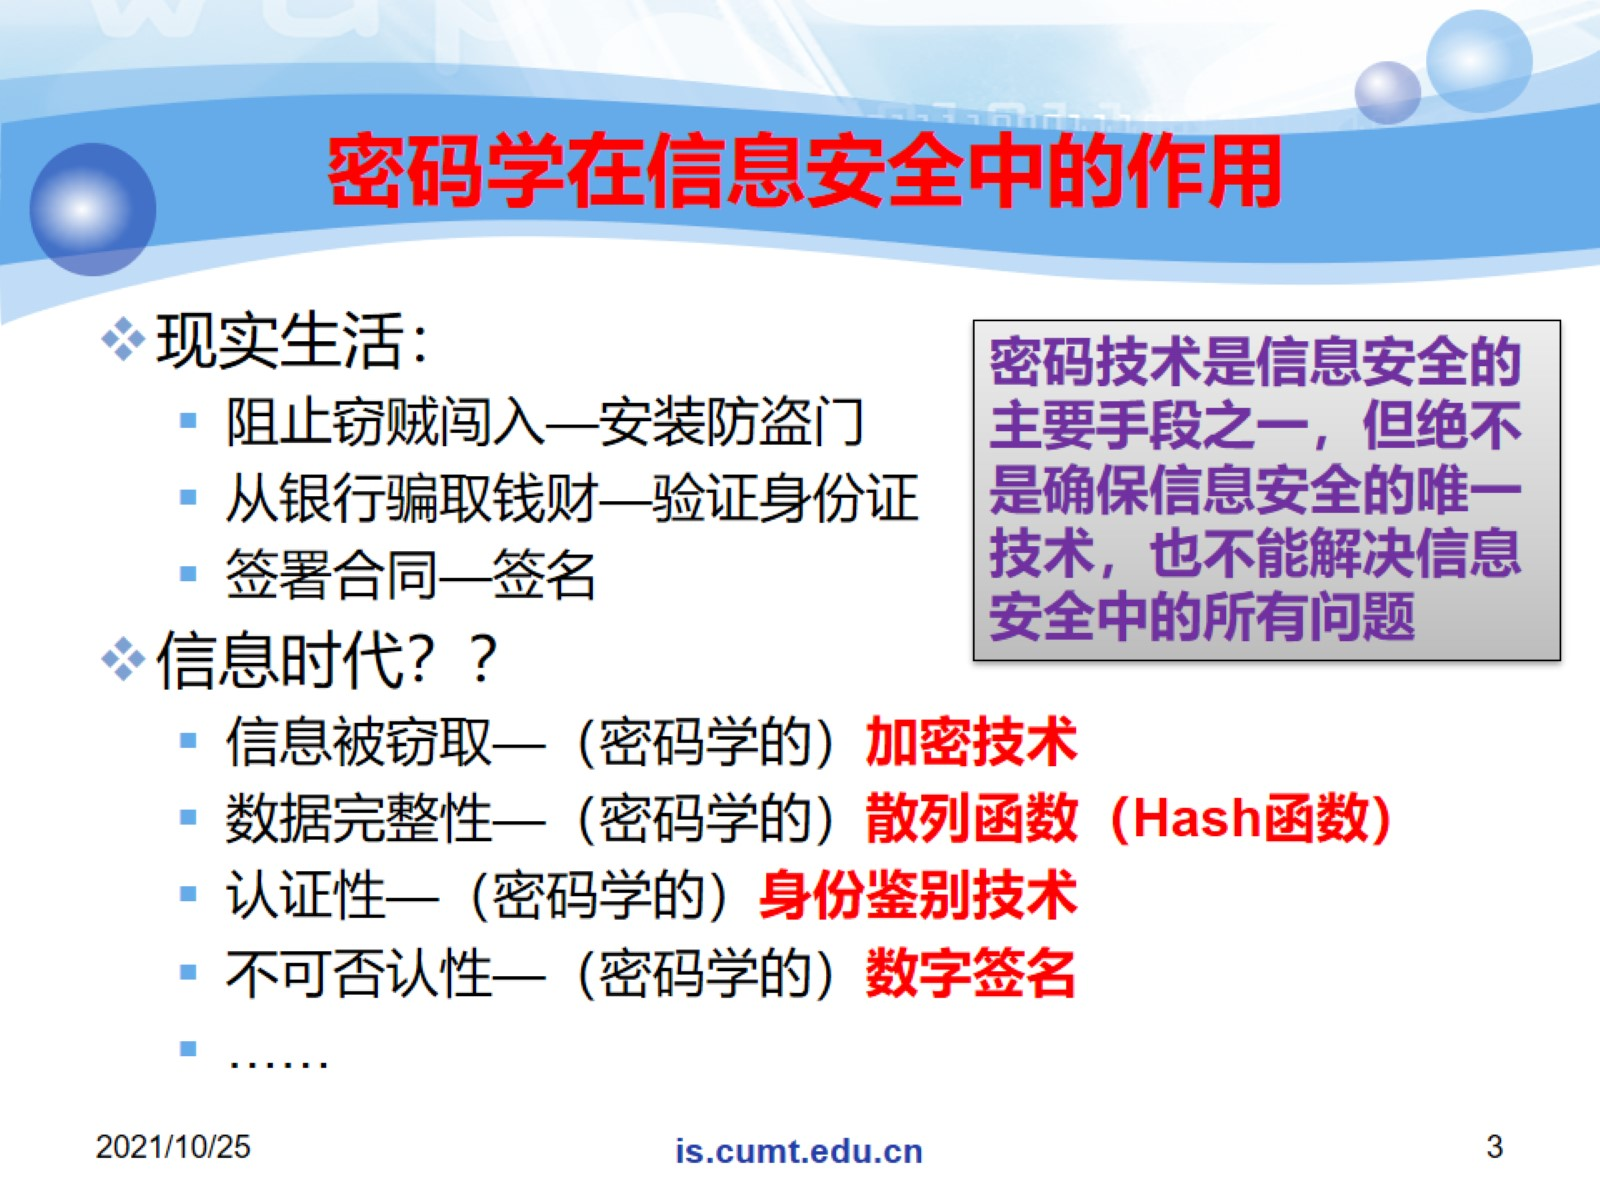 密码学在信息安全中的作用
现实生活：
阻止窃贼闯入—安装防盗门
从银行骗取钱财—验证身份证
签署合同—签名
密码技术是信息安全的
主要手段之一，但绝不
是确保信息安全的唯一
技术，也不能解决信息
安全中的所有问题
信息时代？？
信息被窃取—（密码学的）加密技术
数据完整性—（密码学的）散列函数（Hash函数）
认证性—（密码学的）身份鉴别技术
不可否认性—（密码学的）数字签名
……
2021/10/25
is.cumt.edu.cn
3